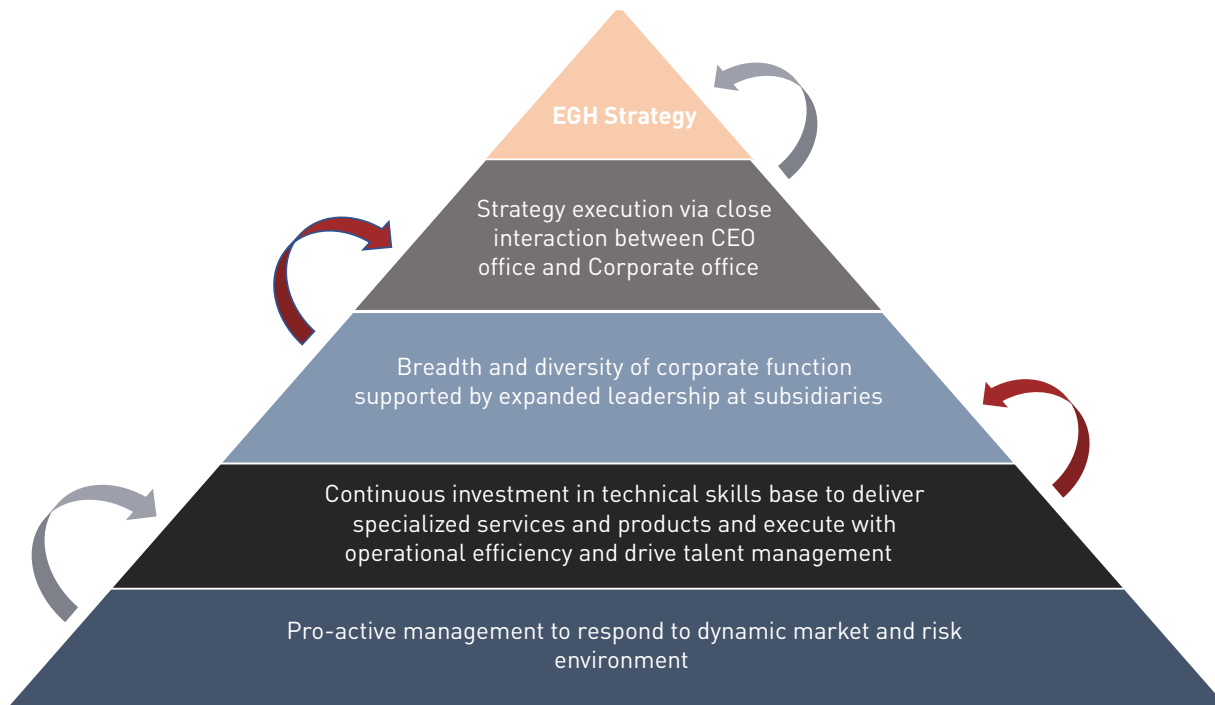 EGH Strategy
Strategy execution via close
interaction between CEO
office and Corporate office
Breadth and diversity of corporate function
supported by expanded leadership at subsidiaries
Continuous investment in technical skills base to deliver
specialized services and products and execute with
operational efficiency and drive talent management
Pro-active management to respond to dynamic market and risk
environment